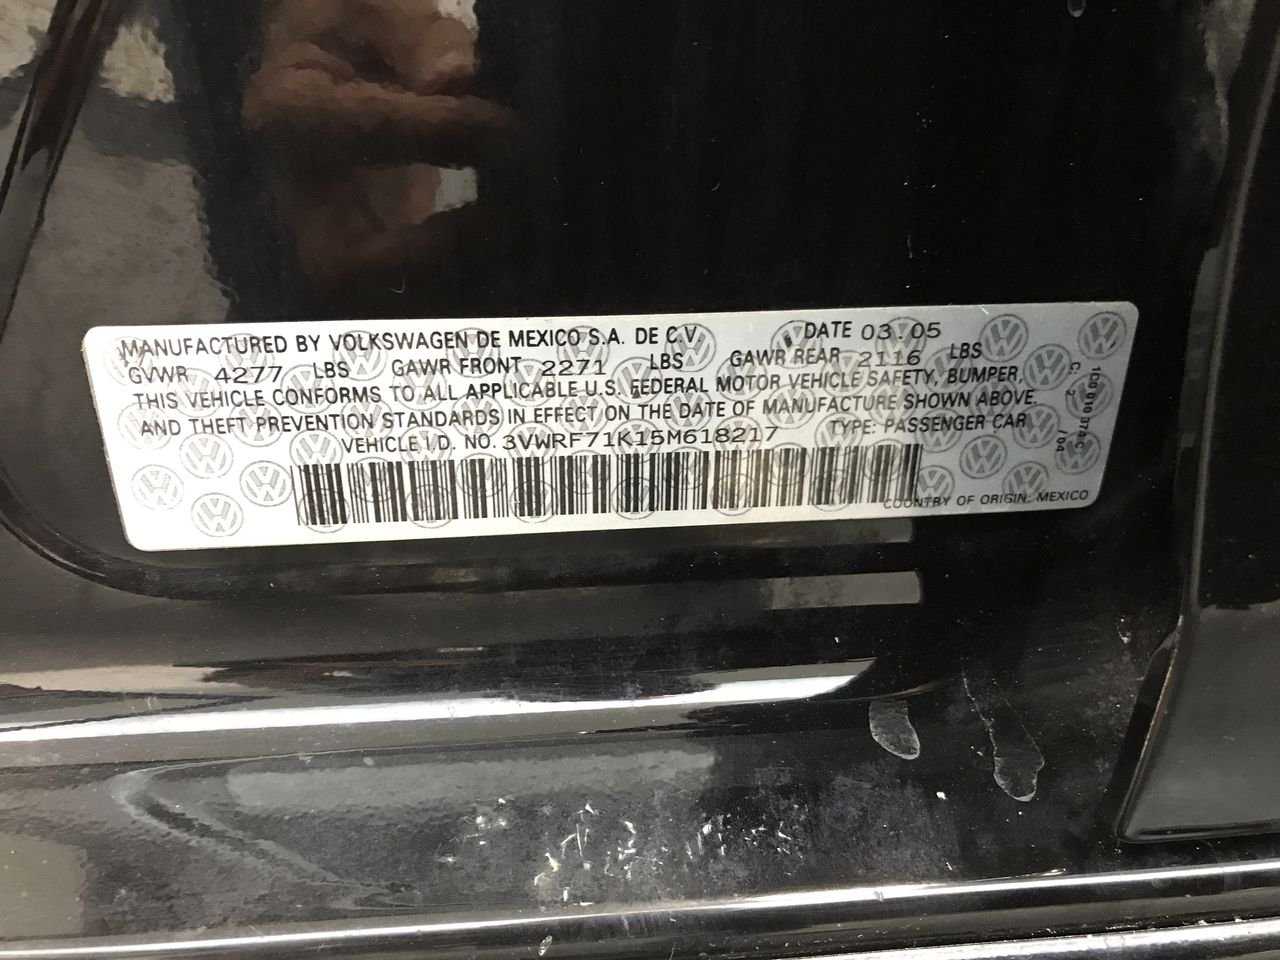 MANUFACTURED BY VOLKSWAGEN DE MEXICO S.A. DE C.V. DATE 03.05
GVWR 4277 LBS GAWR FRONT 2271 LBS GAWR REAR 2116 LBS
THIS VEHICLE CONFORMS TO ALL APPLICABLE U.S. FEDERAL MOTOR VEHICLE SAFETY, BUMPER,
AND THEFT PREVENTION STANDARDS IN EFFECT ON THE DATE OF MANUFACTURE SHOWN ABOVE.
VEHICLE I.D. NO. 3VWRF71K15M618217 TYPE: PASSENGER CAR
COUNTRY OF ORIGIN: MEXICO